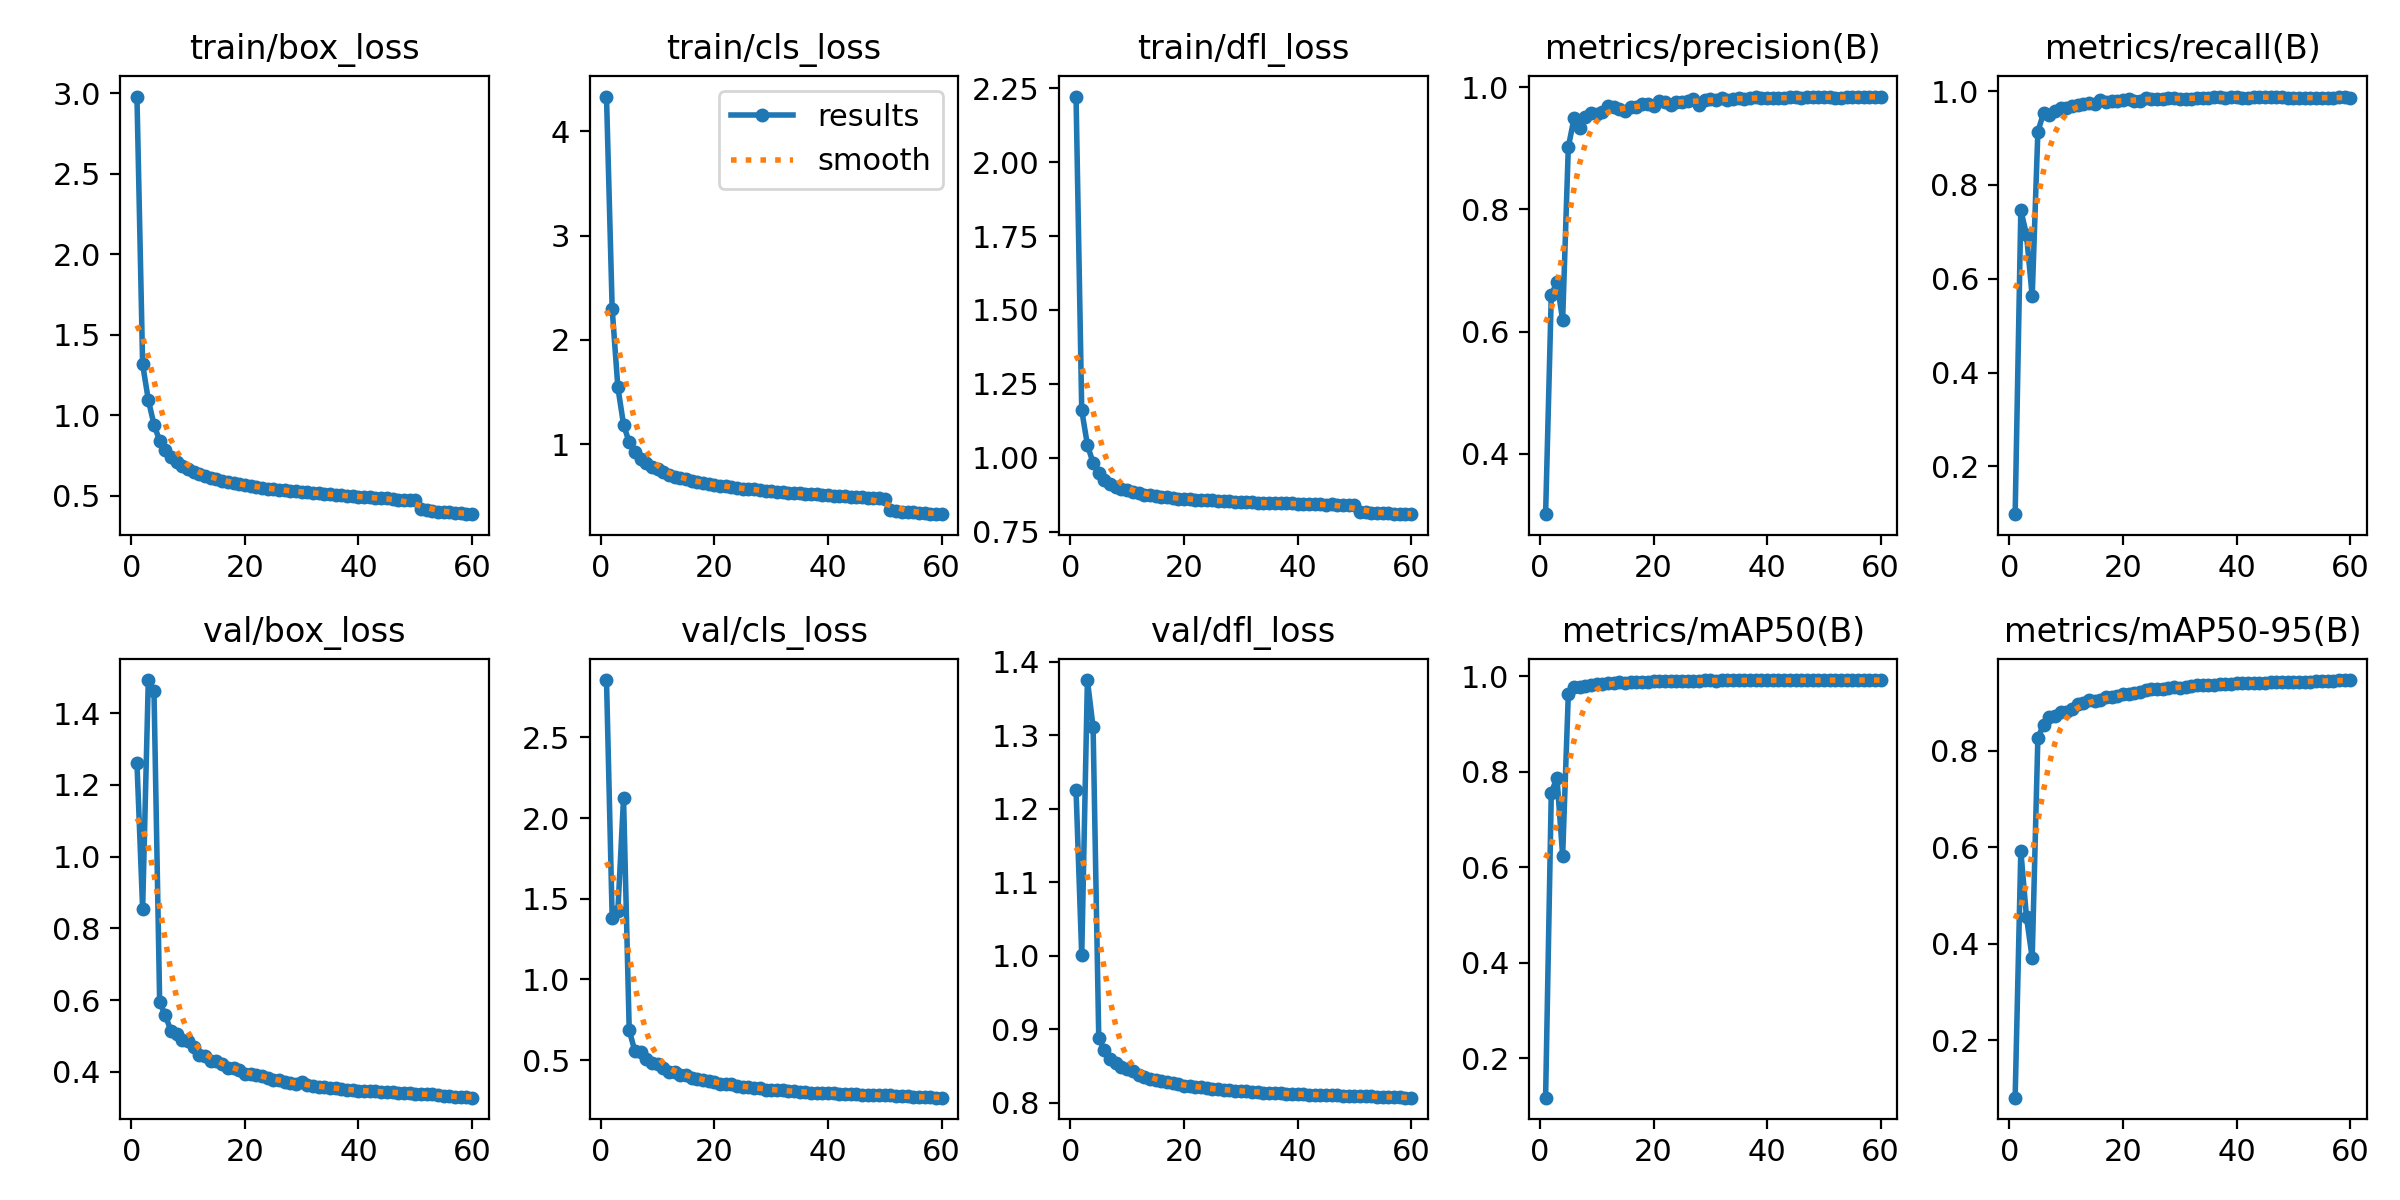 train/box_loss
3.0
2.5
2.0
1.5
1.0
0.5
0 20 40 60
train/cls_loss
results
smooth
4
3
2
1
0 20 40 60
train/dfl_loss
2.25
2.00
1.75
1.50
1.25
1.00
0.75
0 20 40 60
metrics/precision(B)
1.0
0.8
0.6
0.4
0 20 40 60
metrics/recall(B)
1.0
0.8
0.6
0.4
0.2
0 20 40 60
val/box_loss
1.4
1.2
1.0
0.8
0.6
0.4
0 20 40 60
val/cls_loss
2.5
2.0
1.5
1.0
0.5
0 20 40 60
val/dfl_loss
1.4
1.3
1.2
1.1
1.0
0.9
0.8
0 20 40 60
metrics/mAP50(B)
1.0
0.8
0.6
0.4
0.2
0 20 40 60
metrics/mAP50-95(B)
0.8
0.6
0.4
0.2
0 20 40 60